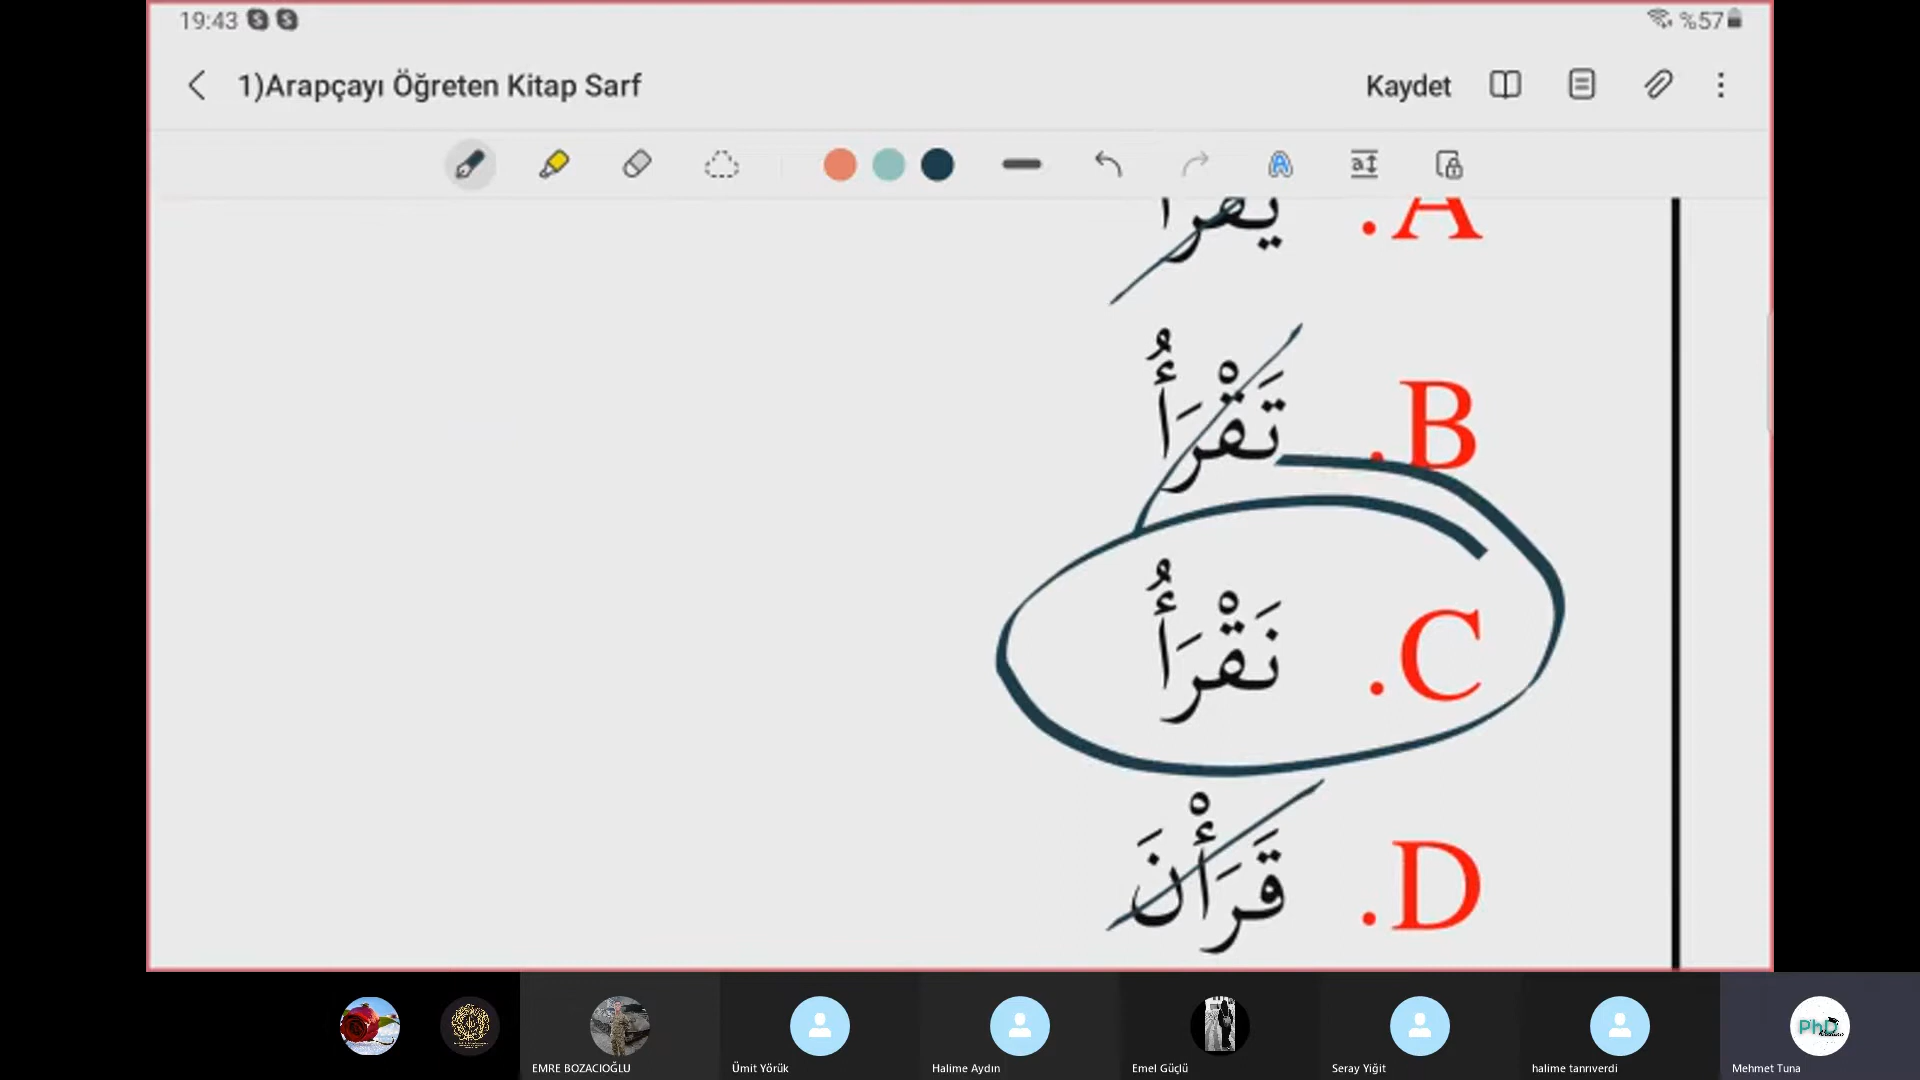 19:43 %57
1)Arapçayı Öğreten Kitap Sarf Kaydet
A. يقرأ
B. تَقْرَأُ
C. نَقْرَأُ
D. قَرَأْنَ
EMRE BOZACIOĞLU Ümit Yörük Halime Aydın Emel Güçlü Seray Yiğit halime tanrıverdi Mehmet Tuna
PhD